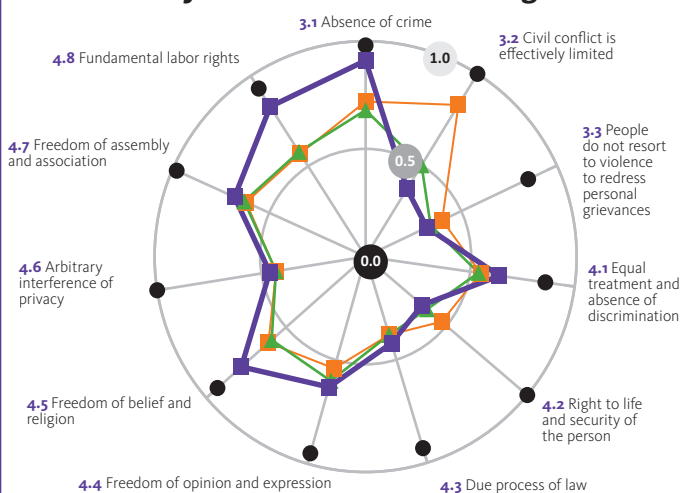 3.1 Absence of crime
3.2 Civil conflict is
effectively limited
1.0
4.8 Fundamental labor rights
3.3 People
do not resort
to violence
to redress
personal
grievances
4.7 Freedom of assembly
and association
0.5
0.0
4.6 Arbitrary
interference of
privacy
4.1 Equal
treatment and
absence of
discrimination
4.5 Freedom of belief and
religion
4.2 Right to life
and security of
the person
4.4 Freedom of opinion and expression
4.3 Due process of law